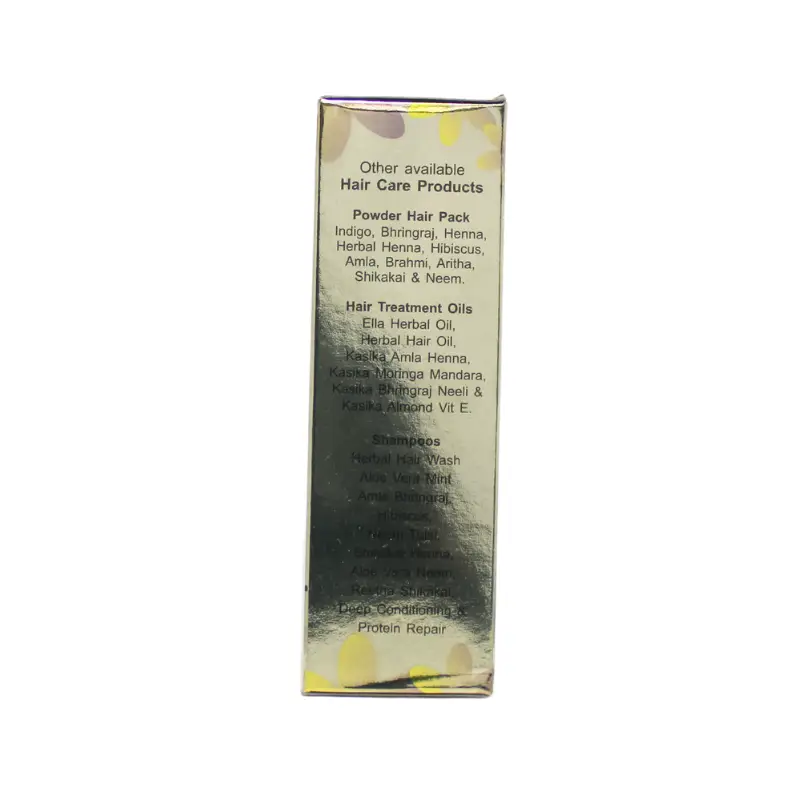 Other available
Hair Care Products
Powder Hair Pack
Indigo, Bhringraj, Henna,
Herbal Henna, Hibiscus,
Amla, Brahmi, Aritha,
Shikakai & Neem.
Hair Treatment Oils
Ella Herbal Oil,
Herbal Hair Oil,
Kasika Amla Henna,
Kasika Moringa Mandara,
Kasika Bhringraj Neeli &
Kasika Almond Vit E.
Shampoos
Herbal Hair Wash
Aloe Vera Mint
Amla Bhringraj,
Hibiscus,
Neem Tulsi,
Henna,
Aloe Vera Neem,
Reetha Shikakai,
Deep Conditioning &
Protein Repair